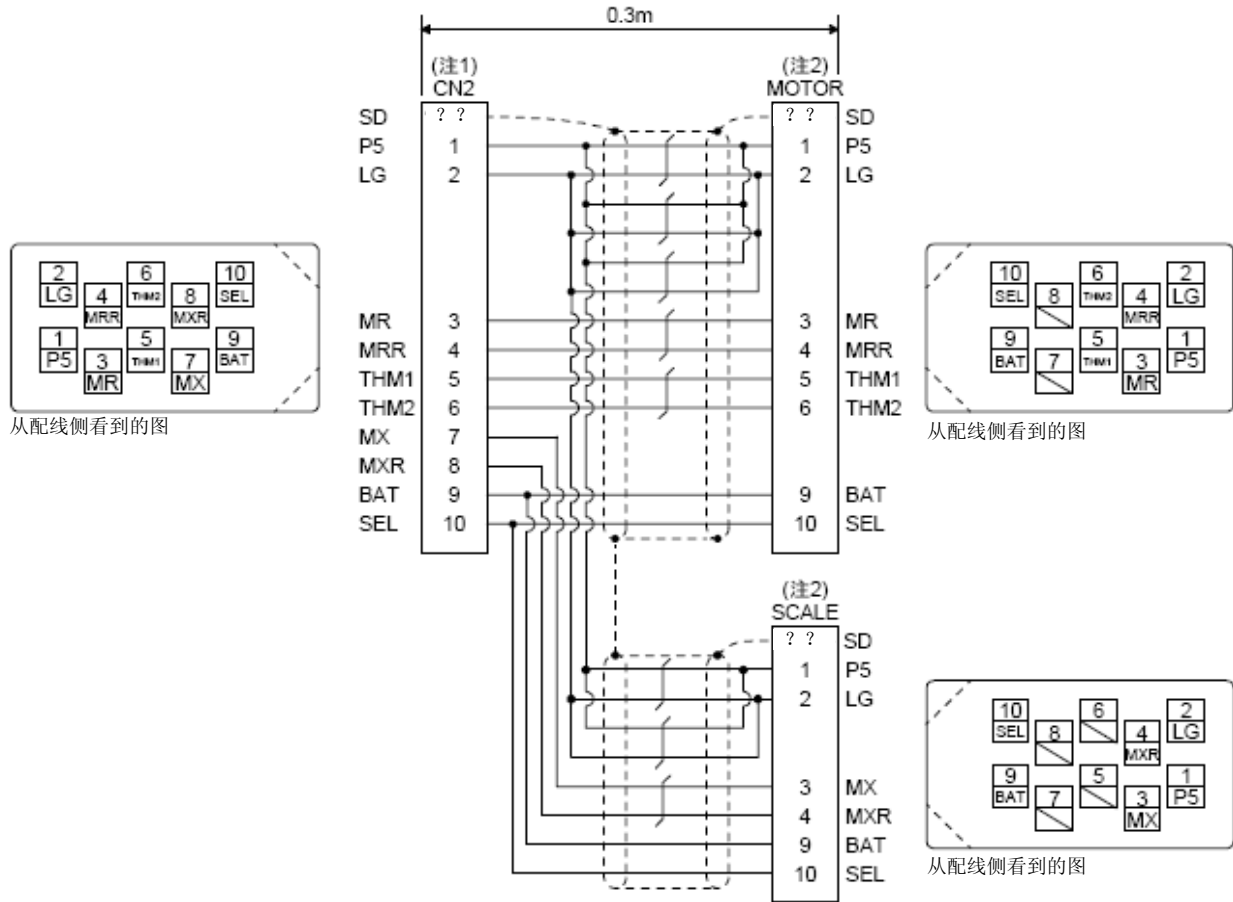 0.3m
(注1)
CN2
(注2)
MOTOR
SD ? ? ? ? SD
P5 1 1 P5
LG 2 2 LG
MR 3 3 MR
MRR 4 4 MRR
THM1 5 5 THM1
THM2 6 6 THM2
MX 7
MXR 8
BAT 9 9 BAT
SEL 10 10 SEL
2 LG
4 MRR
6 THM2
8 MXR
10 SEL
1 P5
3 MR
5 THM1
7 MX
9 BAT
从配线侧看到的图
10 SEL
8
6 THM2
4 MRR
2 LG
9 BAT
7
5 THM1
3 MR
1 P5
从配线侧看到的图
(注2)
SCALE
? ? SD
1 P5
2 LG
3 MX
4 MXR
9 BAT
10 SEL
10 SEL
8
6
4 MXR
2 LG
9 BAT
7
5
3 MX
1 P5
从配线侧看到的图